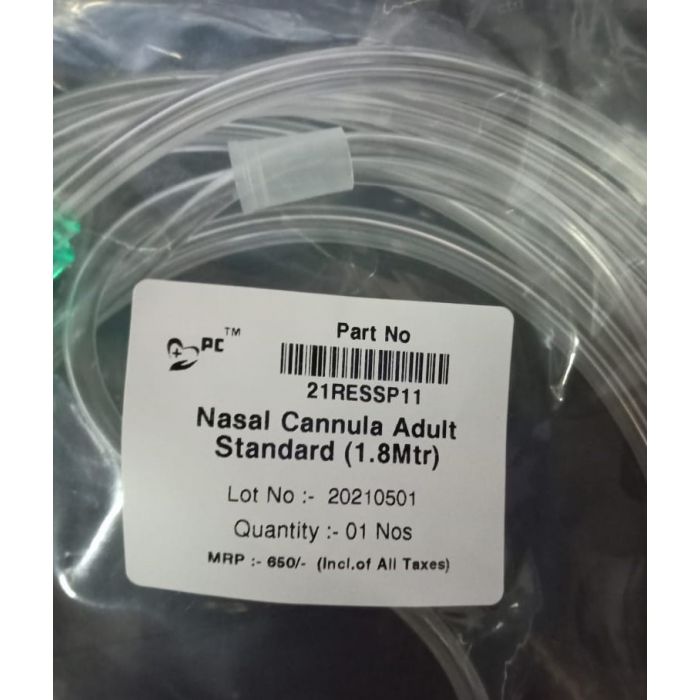 PC™
Part No
21RESSP11
Nasal Cannula Adult
Standard (1.8Mtr)
Lot No :- 20210501
Quantity :- 01 Nos
MRP :- 650/- (Incl.of All Taxes)